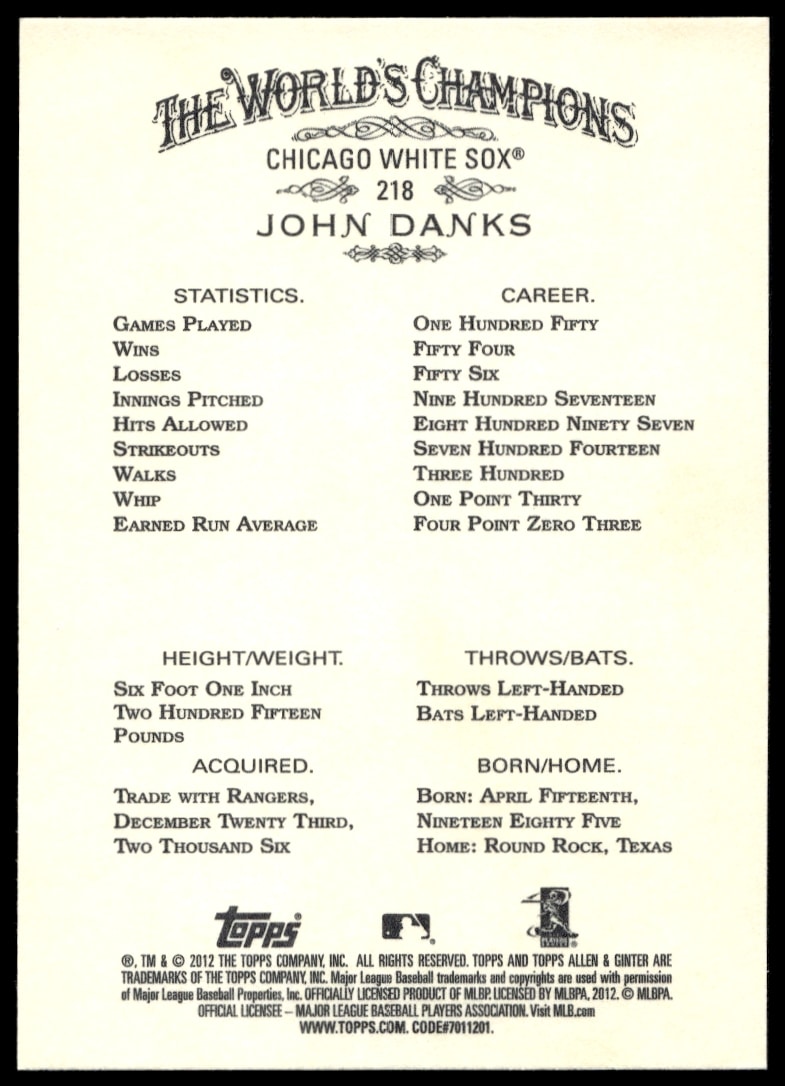 THE WORLD'S CHAMPIONS
CHICAGO WHITE SOX®
218
JOHN DANKS
STATISTICS.
CAREER.
GAMES PLAYED
ONE HUNDRED FIFTY
WINS
FIFTY FOUR
LOSSES
FIFTY SIX
INNINGS PITCHED
NINE HUNDRED SEVENTEEN
HITS ALLOWED
EIGHT HUNDRED NINETY SEVEN
STRIKEOUTS
SEVEN HUNDRED FOURTEEN
WALKS
THREE HUNDRED
WHIP
ONE POINT THIRTY
EARNED RUN AVERAGE
FOUR POINT ZERO THREE
HEIGHT/WEIGHT.
SIX FOOT ONE INCH
TWO HUNDRED FIFTEEN
POUNDS
THROWS/BATS.
THROWS LEFT-HANDED
BATS LEFT-HANDED
ACQUIRED.
TRADE WITH RANGERS,
DECEMBER TWENTY THIRD,
TWO THOUSAND SIX
BORN/HOME.
BORN: APRIL FIFTEENTH,
NINETEEN EIGHTY FIVE
HOME: ROUND ROCK, TEXAS
topps
®, TM & © 2012 THE TOPPS COMPANY, INC. ALL RIGHTS RESERVED. TOPPS AND TOPPS ALLEN & GINTER ARE
TRADEMARKS OF THE TOPPS COMPANY, INC. Major League Baseball trademarks and copyrights are used with permission
of Major League Baseball Properties, Inc. OFFICIALLY LICENSED PRODUCT OF MLBP. LICENSED BY MLBPA, 2012. © MLBPA.
OFFICIAL LICENSEE – MAJOR LEAGUE BASEBALL PLAYERS ASSOCIATION. Visit MLB.com
WWW.TOPPS.COM. CODE#7011201.